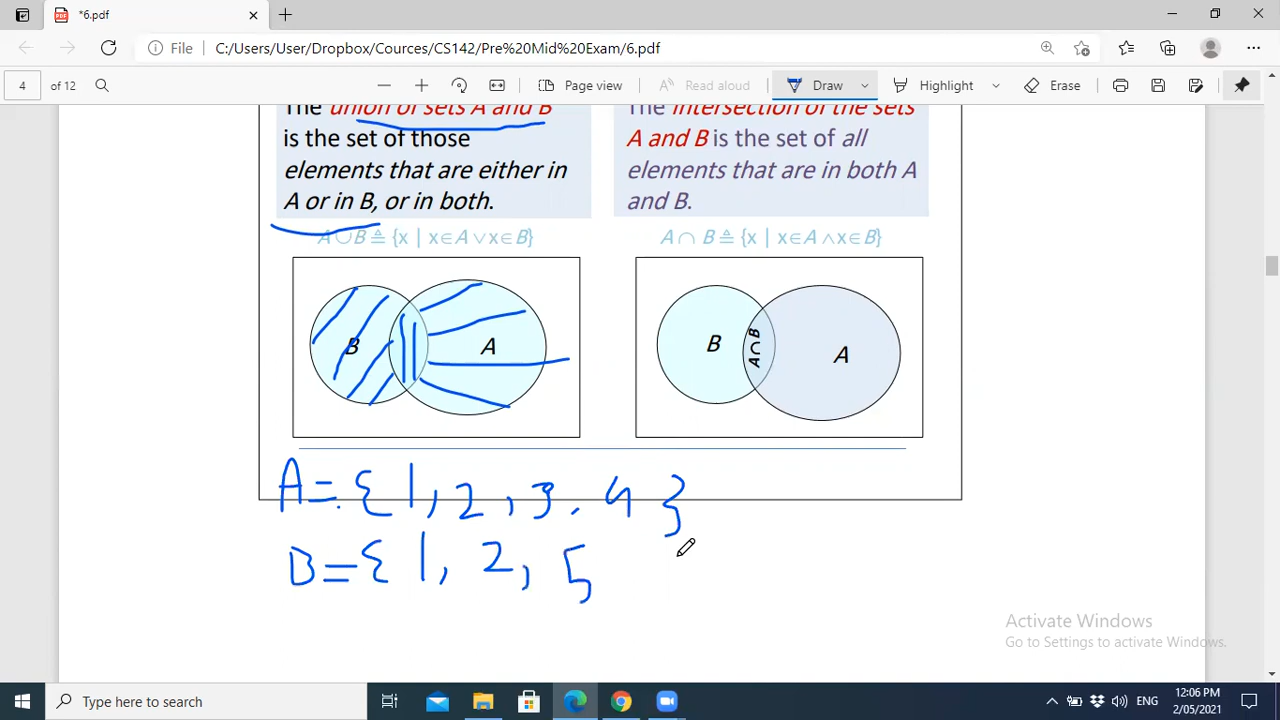 *6.pdf
File C:/Users/User/Dropbox/Cources/CS142/Pre%20Mid%20Exam/6.pdf
4 of 12 Page view Read aloud Draw Highlight Erase
The union of sets A and B
is the set of those
elements that are either in
A or in B, or in both.
A ∪ B ≜ {x | x∈A ∨ x∈B}
B A
The intersection of the sets
A and B is the set of all
elements that are in both A
and B.
A ∩ B ≜ {x | x∈A ∧ x∈B}
B A∩B A
A = { 1, 2, 3, 4 }
B = { 1, 2, 5
Activate Windows
Go to Settings to activate Windows.
Type here to search
ENG
12:06 PM
2/05/2021